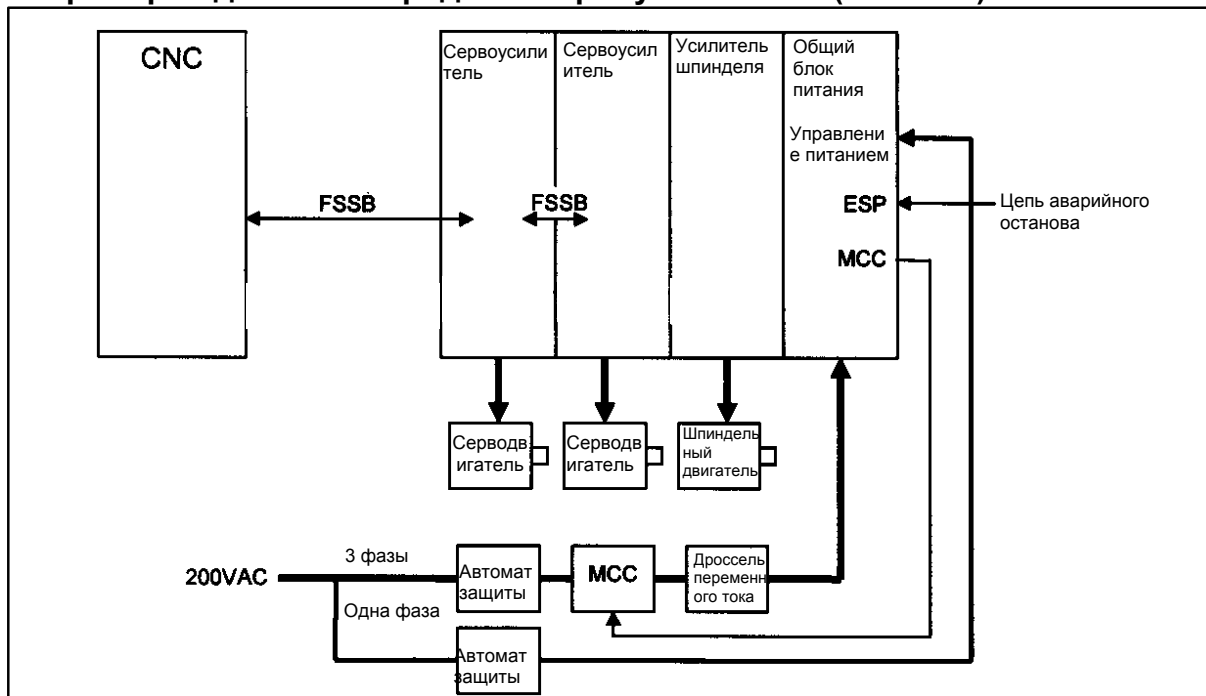 CNC
Сервоусили
тель
Сервоусил
итель
Усилитель
шпинделя
Общий
блок
питания
Управлени
е питанием
FSSB
FSSB
ESP
Цепь аварийного
останова
MCC
Серводв
игатель
Серводв
игатель
Шпиндель
ный
двигатель
200VAC
3 фазы
Одна фаза
Автомат
защиты
MCC
Дроссель
переменн
ого тока
Автомат
защиты